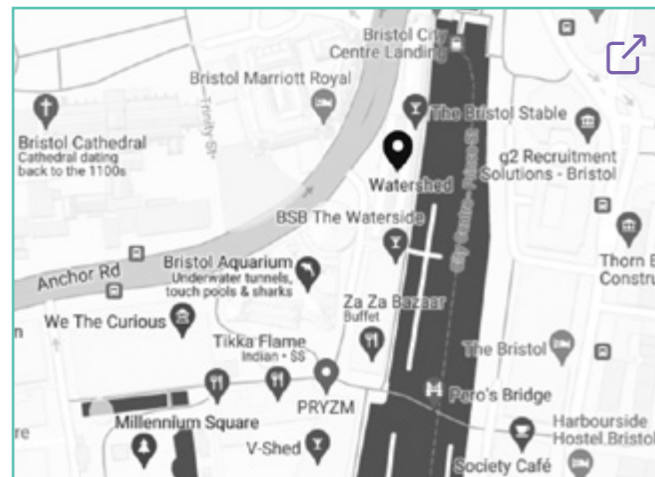 Bristol City
Centre Landing
Bristol Marriott Royal
The Bristol Stable
Trinity St
Bristol Cathedral
Cathedral dating
back to the 1100s
g2 Recruitment
Solutions - Bristol
Watershed
BSB The Waterside
Bristol Aquarium
Underwater tunnels,
touch pools & sharks
Anchor Rd
Thorn E
Constru
Za Za Bazaar
Buffet
We The Curious
Tikka Flame
Indian • $$
The Bristol
PRYZM
Pero's Bridge
Millennium Square
V-Shed
Harbourside
Hostel Bristol
Society Café